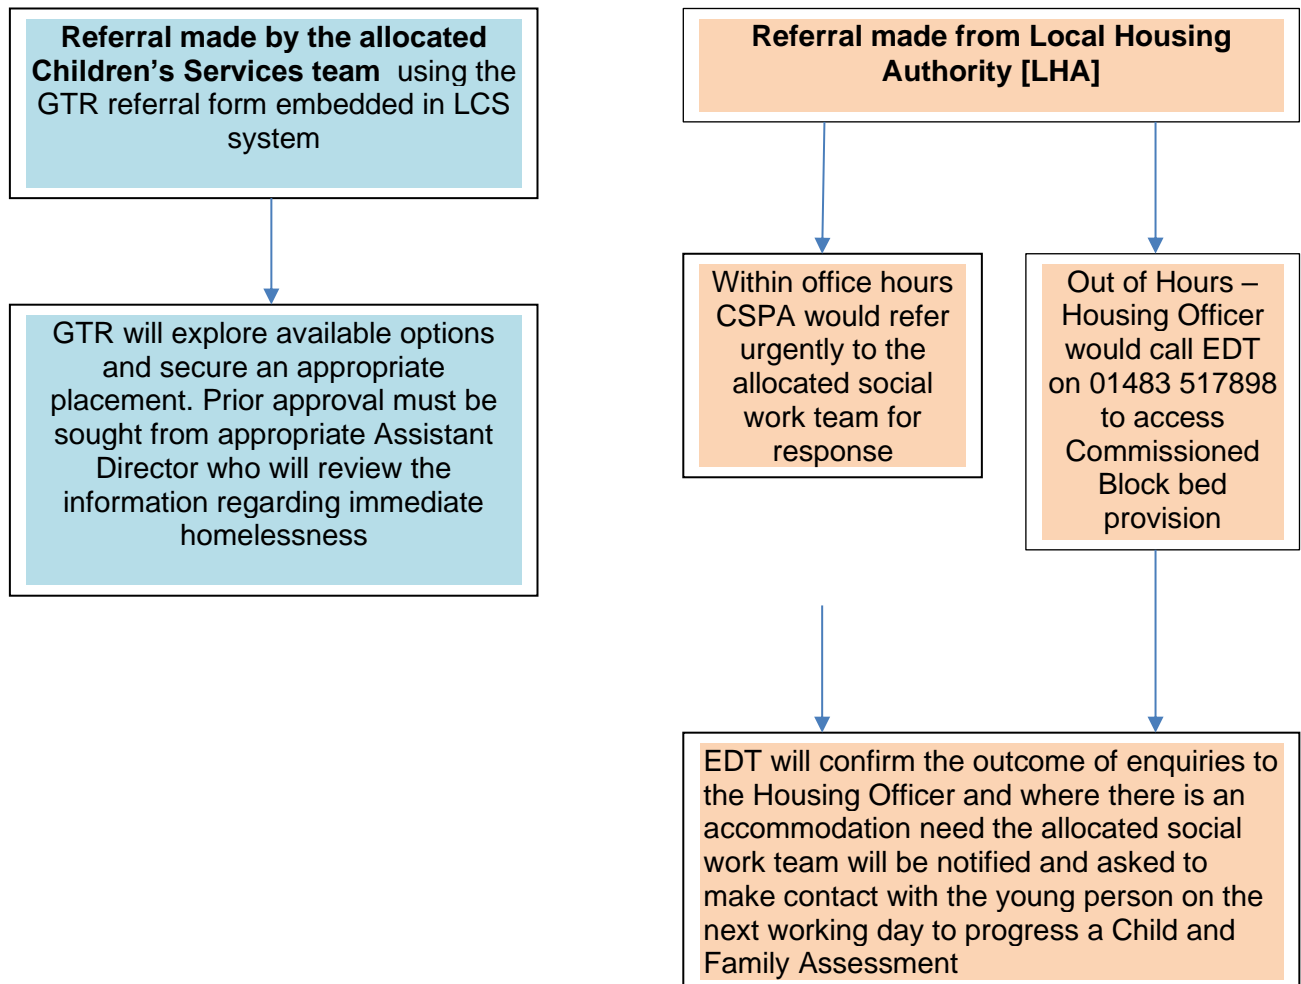 Referral made by the allocated
Children’s Services team using the
GTR referral form embedded in LCS
system
GTR will explore available options
and secure an appropriate
placement. Prior approval must be
sought from appropriate Assistant
Director who will review the
information regarding immediate
homelessness
Referral made from Local Housing
Authority [LHA]
Within office hours
CSPA would refer
urgently to the
allocated social
work team for
response
Out of Hours –
Housing Officer
would call EDT
on 01483 517898
to access
Commissioned
Block bed
provision
EDT will confirm the outcome of enquiries to
the Housing Officer and where there is an
accommodation need the allocated social
work team will be notified and asked to
make contact with the young person on the
next working day to progress a Child and
Family Assessment